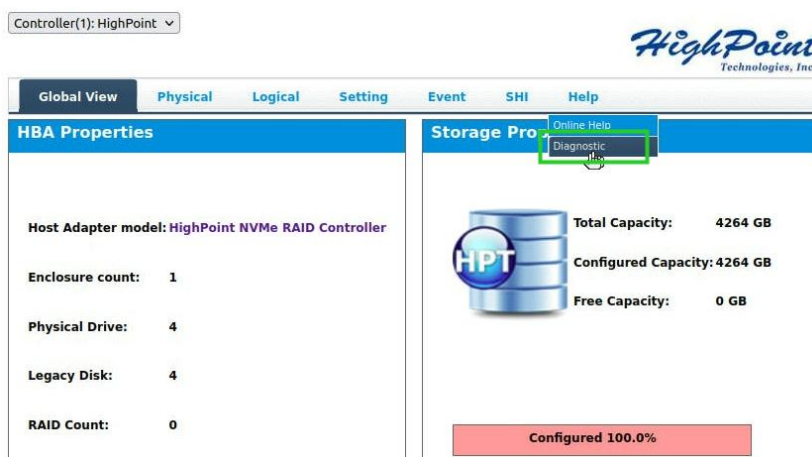 Controller(1): HighPoint
HighPoint
Technologies, Inc
Global View Physical Logical Setting Event SHI Help
Online Help
Diagnostic
HBA Properties
Host Adapter model: HighPoint NVMe RAID Controller
Enclosure count: 1
Physical Drive: 4
Legacy Disk: 4
RAID Count: 0
Storage Pro
HPT
Total Capacity: 4264 GB
Configured Capacity: 4264 GB
Free Capacity: 0 GB
Configured 100.0%